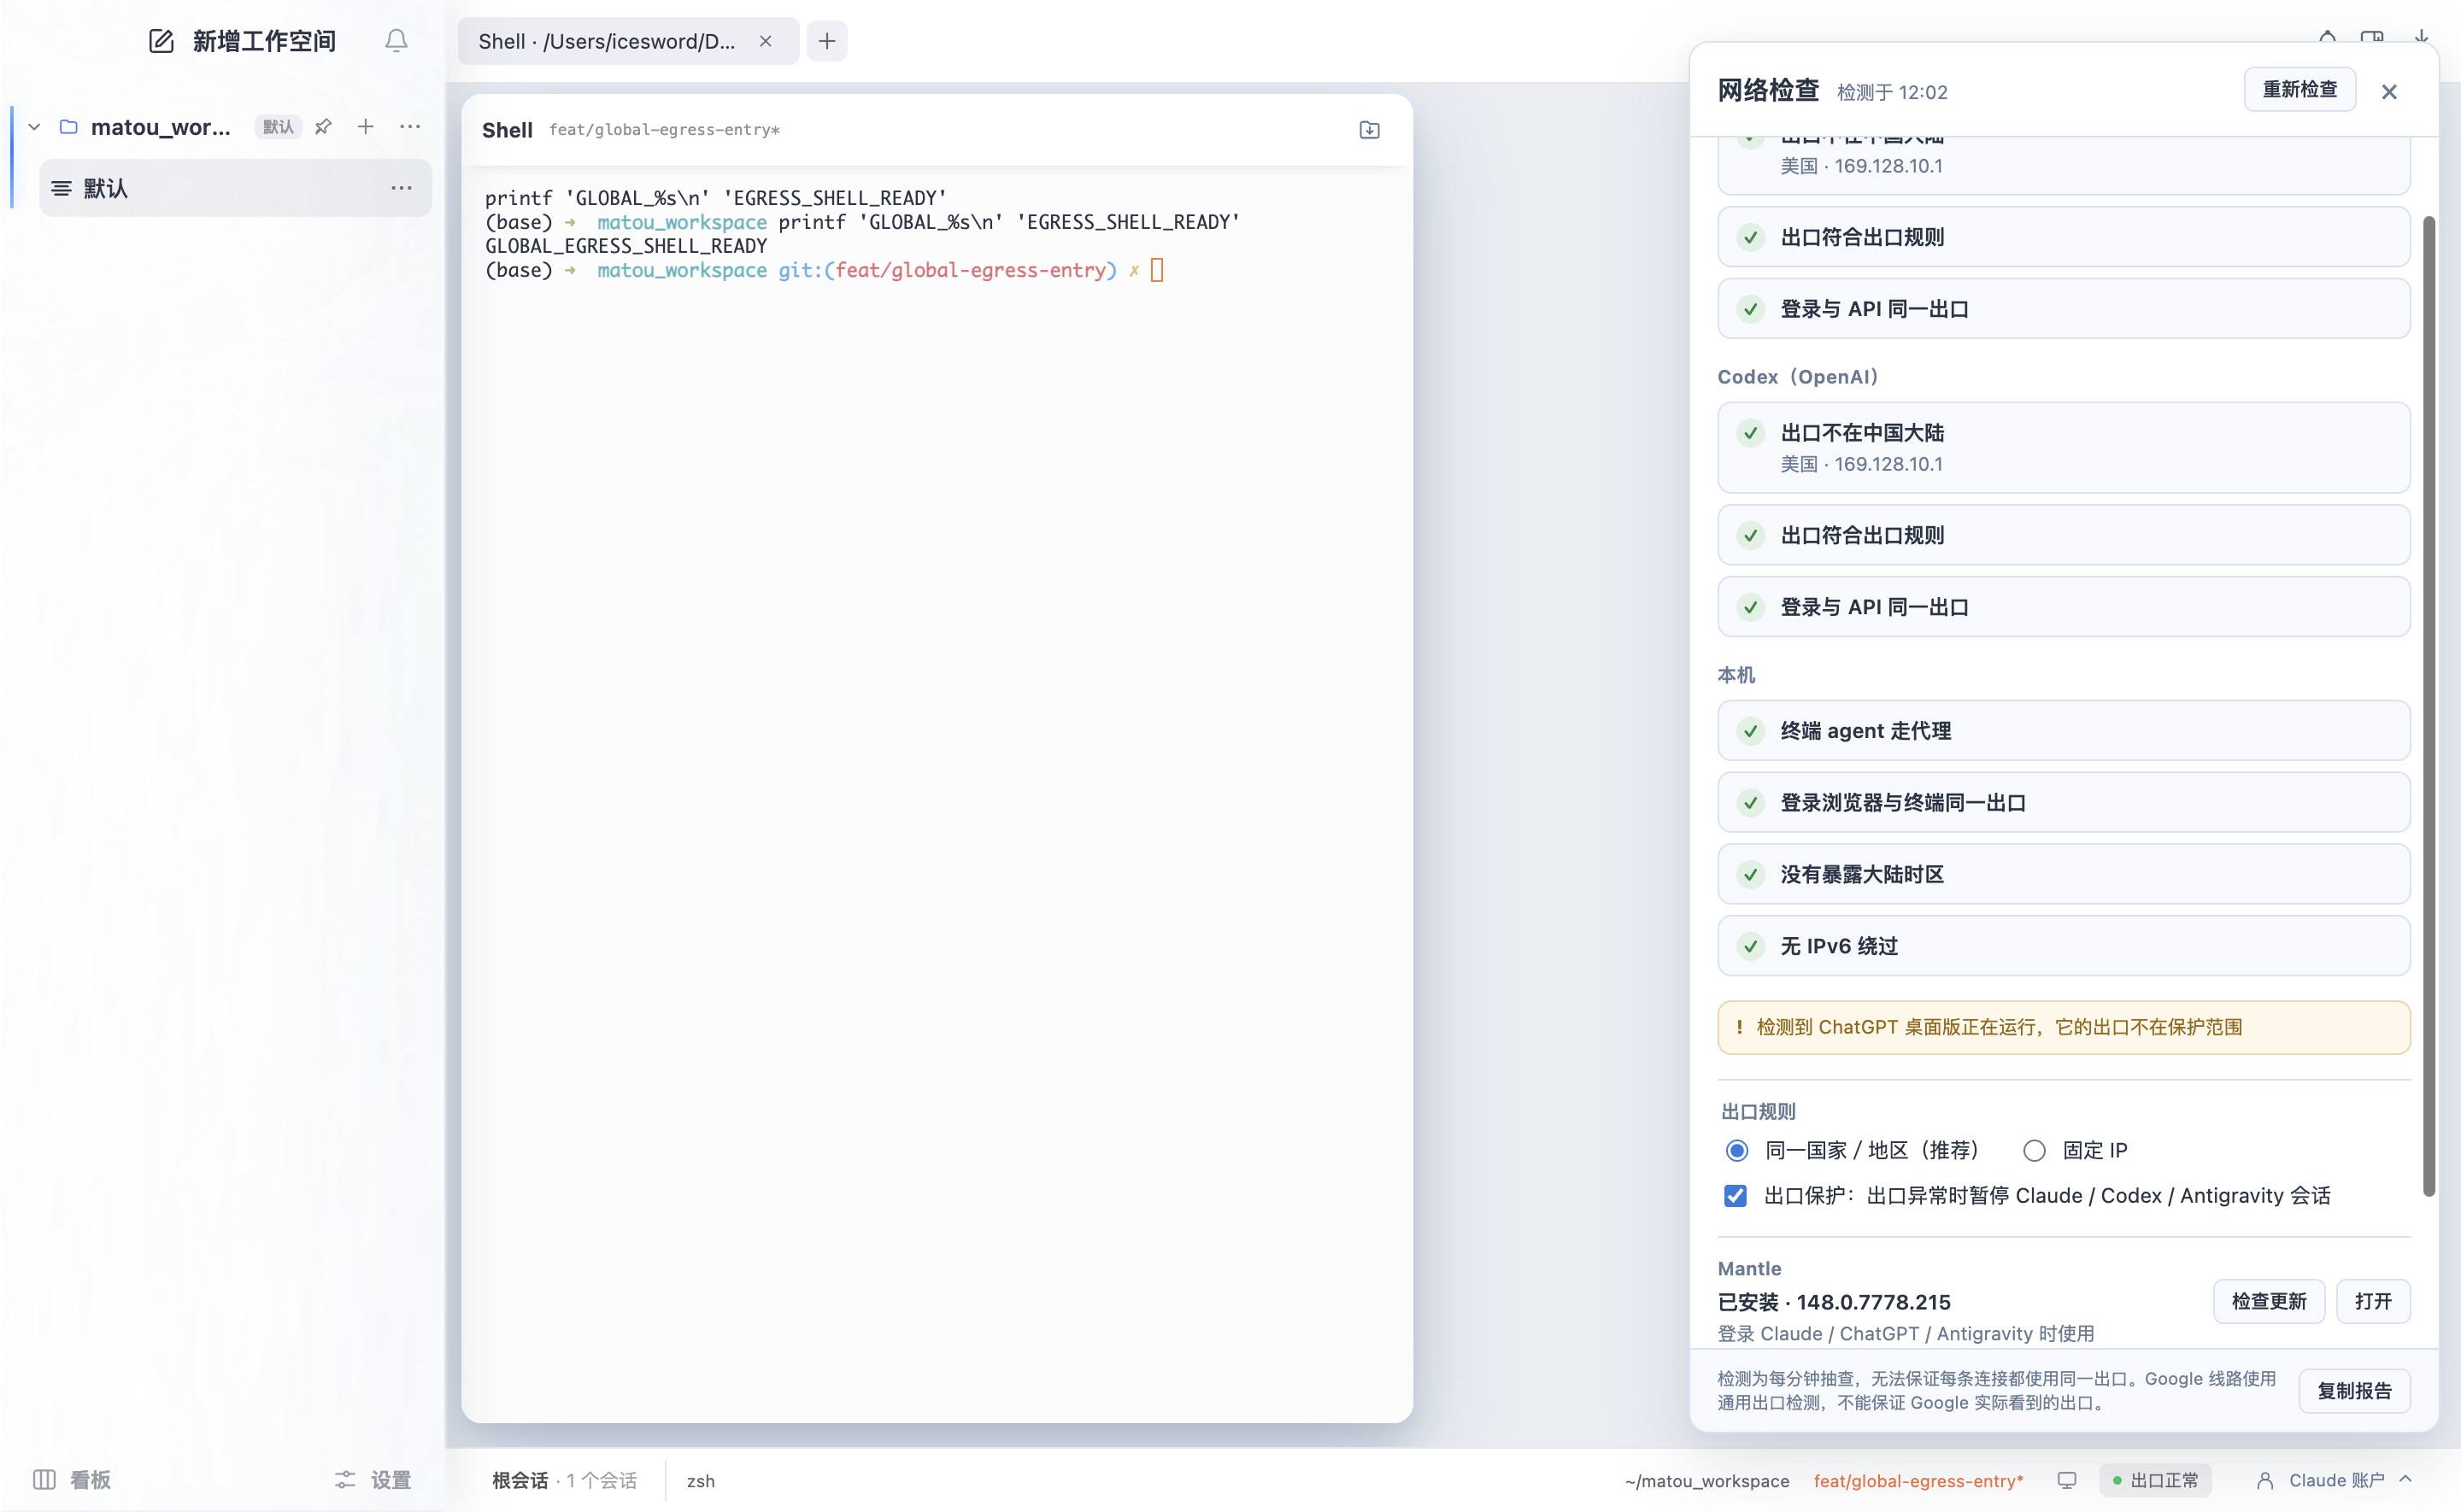 新增工作空间
matou_wor...
默认
默认
看板
设置
Shell · /Users/icesword/D...
Shell feat/global-egress-entry*
printf 'GLOBAL_%s\n' 'EGRESS_SHELL_READY'
(base) → matou_workspace printf 'GLOBAL_%s\n' 'EGRESS_SHELL_READY'
GLOBAL_EGRESS_SHELL_READY
(base) → matou_workspace git:(feat/global-egress-entry) ✗
网络检查 检测于 12:02
重新检查
出口不在中国大陆
美国 · 169.128.10.1
出口符合出口规则
登录与 API 同一出口
Codex（OpenAI）
出口不在中国大陆
美国 · 169.128.10.1
出口符合出口规则
登录与 API 同一出口
本机
终端 agent 走代理
登录浏览器与终端同一出口
没有暴露大陆时区
无 IPv6 绕过
! 检测到 ChatGPT 桌面版正在运行，它的出口不在保护范围
出口规则
同一国家 / 地区（推荐） 固定 IP
出口保护：出口异常时暂停 Claude / Codex / Antigravity 会话
Mantle
已安装 · 148.0.7778.215
检查更新 打开
登录 Claude / ChatGPT / Antigravity 时使用
检测为每分钟抽查，无法保证每条连接都使用同一出口。Google 线路使用
通用出口检测，不能保证 Google 实际看到的出口。
复制报告
根会话 · 1 个会话 zsh
~/matou_workspace feat/global-egress-entry* 出口正常 Claude 账户